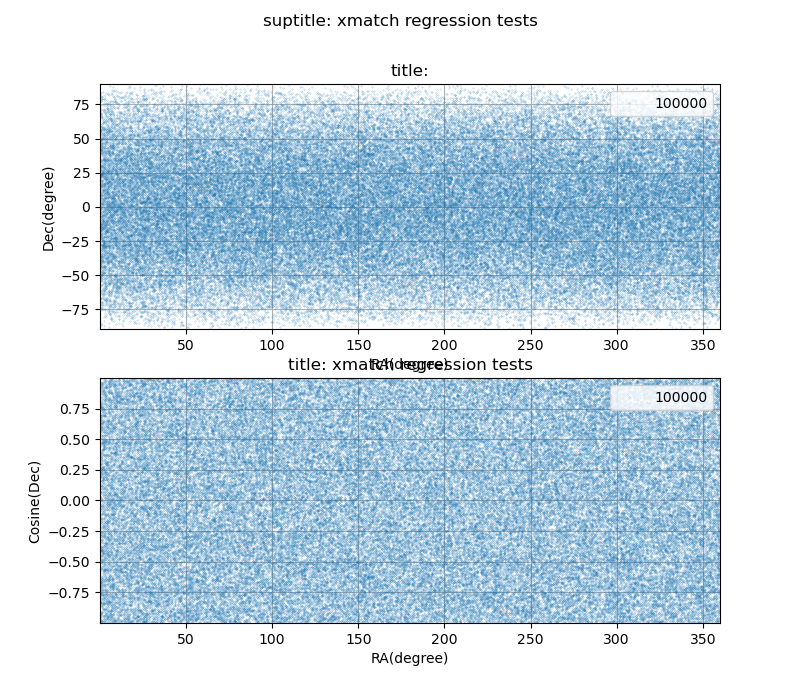 suptitle: xmatch regression tests
title:
100000
75
50
25
0
−25
−50
−75
Dec(degree)
50 100 150 200 250 300 350
RA(degree)
title: xmatch regression tests
100000
0.75
0.50
0.25
0.00
−0.25
−0.50
−0.75
Cosine(Dec)
50 100 150 200 250 300 350
RA(degree)